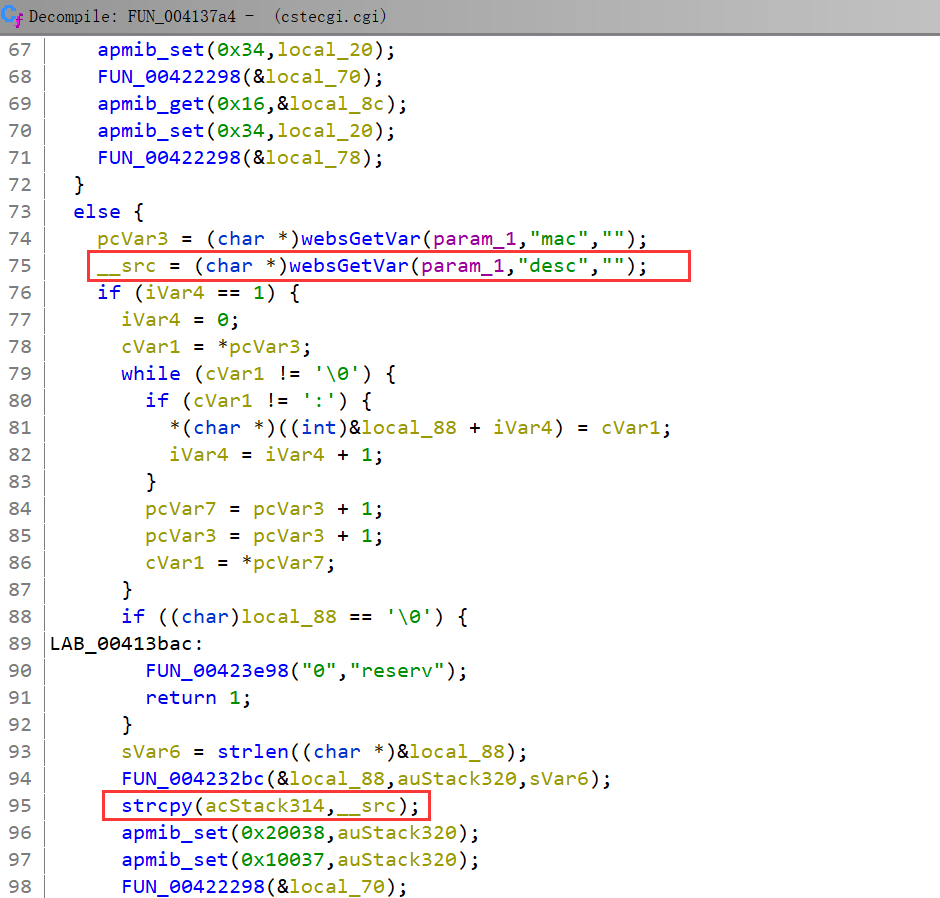 Decompile: FUN_004137a4 - (cstecgi.cgi)
67 apmib_set(0x34,local_20);
68 FUN_00422298(&local_70);
69 apmib_get(0x16,&local_8c);
70 apmib_set(0x34,local_20);
71 FUN_00422298(&local_78);
72 }
73 else {
74 pcVar3 = (char *)websGetVar(param_1,"mac","");
75 __src = (char *)websGetVar(param_1,"desc","");
76 if (iVar4 == 1) {
77 iVar4 = 0;
78 cVar1 = *pcVar3;
79 while (cVar1 != '\0') {
80 if (cVar1 != ':') {
81 *(char *)((int)&local_88 + iVar4) = cVar1;
82 iVar4 = iVar4 + 1;
83 }
84 pcVar7 = pcVar3 + 1;
85 pcVar3 = pcVar3 + 1;
86 cVar1 = *pcVar7;
87 }
88 if ((char)local_88 == '\0') {
89 LAB_00413bac:
90 FUN_00423e98("0","reserv");
91 return 1;
92 }
93 sVar6 = strlen((char *)&local_88);
94 FUN_004232bc(&local_88,auStack320,sVar6);
95 strcpy(acStack314,__src);
96 apmib_set(0x20038,auStack320);
97 apmib_set(0x10037,auStack320);
98 FUN_00422298(&local_70);